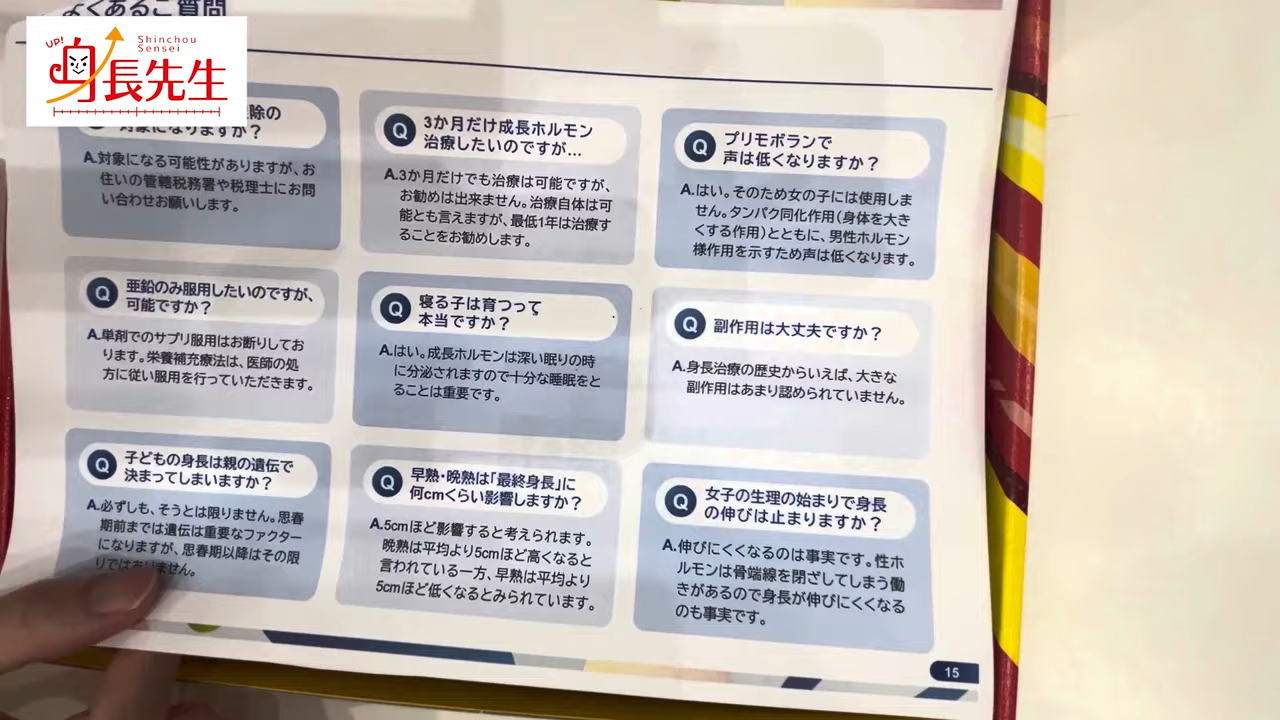 よくあるご質問
UP!
Shinchou
Sensei
身長先生
除の
対象になりますか？
A.対象になる可能性がありますが、お
住いの管轄税務署や税理士にお問
い合わせお願いします。
Q
3か月だけ成長ホルモン
治療したいのですが…
A.3か月だけでも治療は可能ですが、
お勧めは出来ません。治療自体は可
能とも言えますが、最低1年は治療す
ることをお勧めします。
Q
プリモボランで
声は低くなりますか？
A.はい。そのため女の子には使用しま
せん。タンパク同化作用（身体を大き
くする作用）とともに、男性ホルモン
様作用を示すため声は低くなります。
Q
亜鉛のみ服用したいのですが、
可能ですか？
A.単剤でのサプリ服用はお断りしてお
ります。栄養補充療法は、医師の処
方に従い服用を行っていただきます。
Q
寝る子は育つって
本当ですか？
A.はい。成長ホルモンは深い眠りの時
に分泌されますので十分な睡眠をと
ることは重要です。
Q
副作用は大丈夫ですか？
A.身長治療の歴史からいえば、大きな
副作用はあまり認められていません。
Q
子どもの身長は親の遺伝で
決まってしまいますか？
A.必ずしも、そうとは限りません。思春
期前までは遺伝は重要なファクター
になりますが、思春期以降はその限
りではありません。
Q
早熟・晩熟は「最終身長」に
何cmくらい影響しますか？
A.5cmほど影響すると考えられます。
晩熟は平均より5cmほど高くなると
言われている一方、早熟は平均より
5cmほど低くなるとみられています。
Q
女子の生理の始まりで身長
の伸びは止まりますか？
A.伸びにくくなるのは事実です。性ホ
ルモンは骨端線を閉ざしてしまう働
きがあるので身長が伸びにくくなる
のも事実です。
15